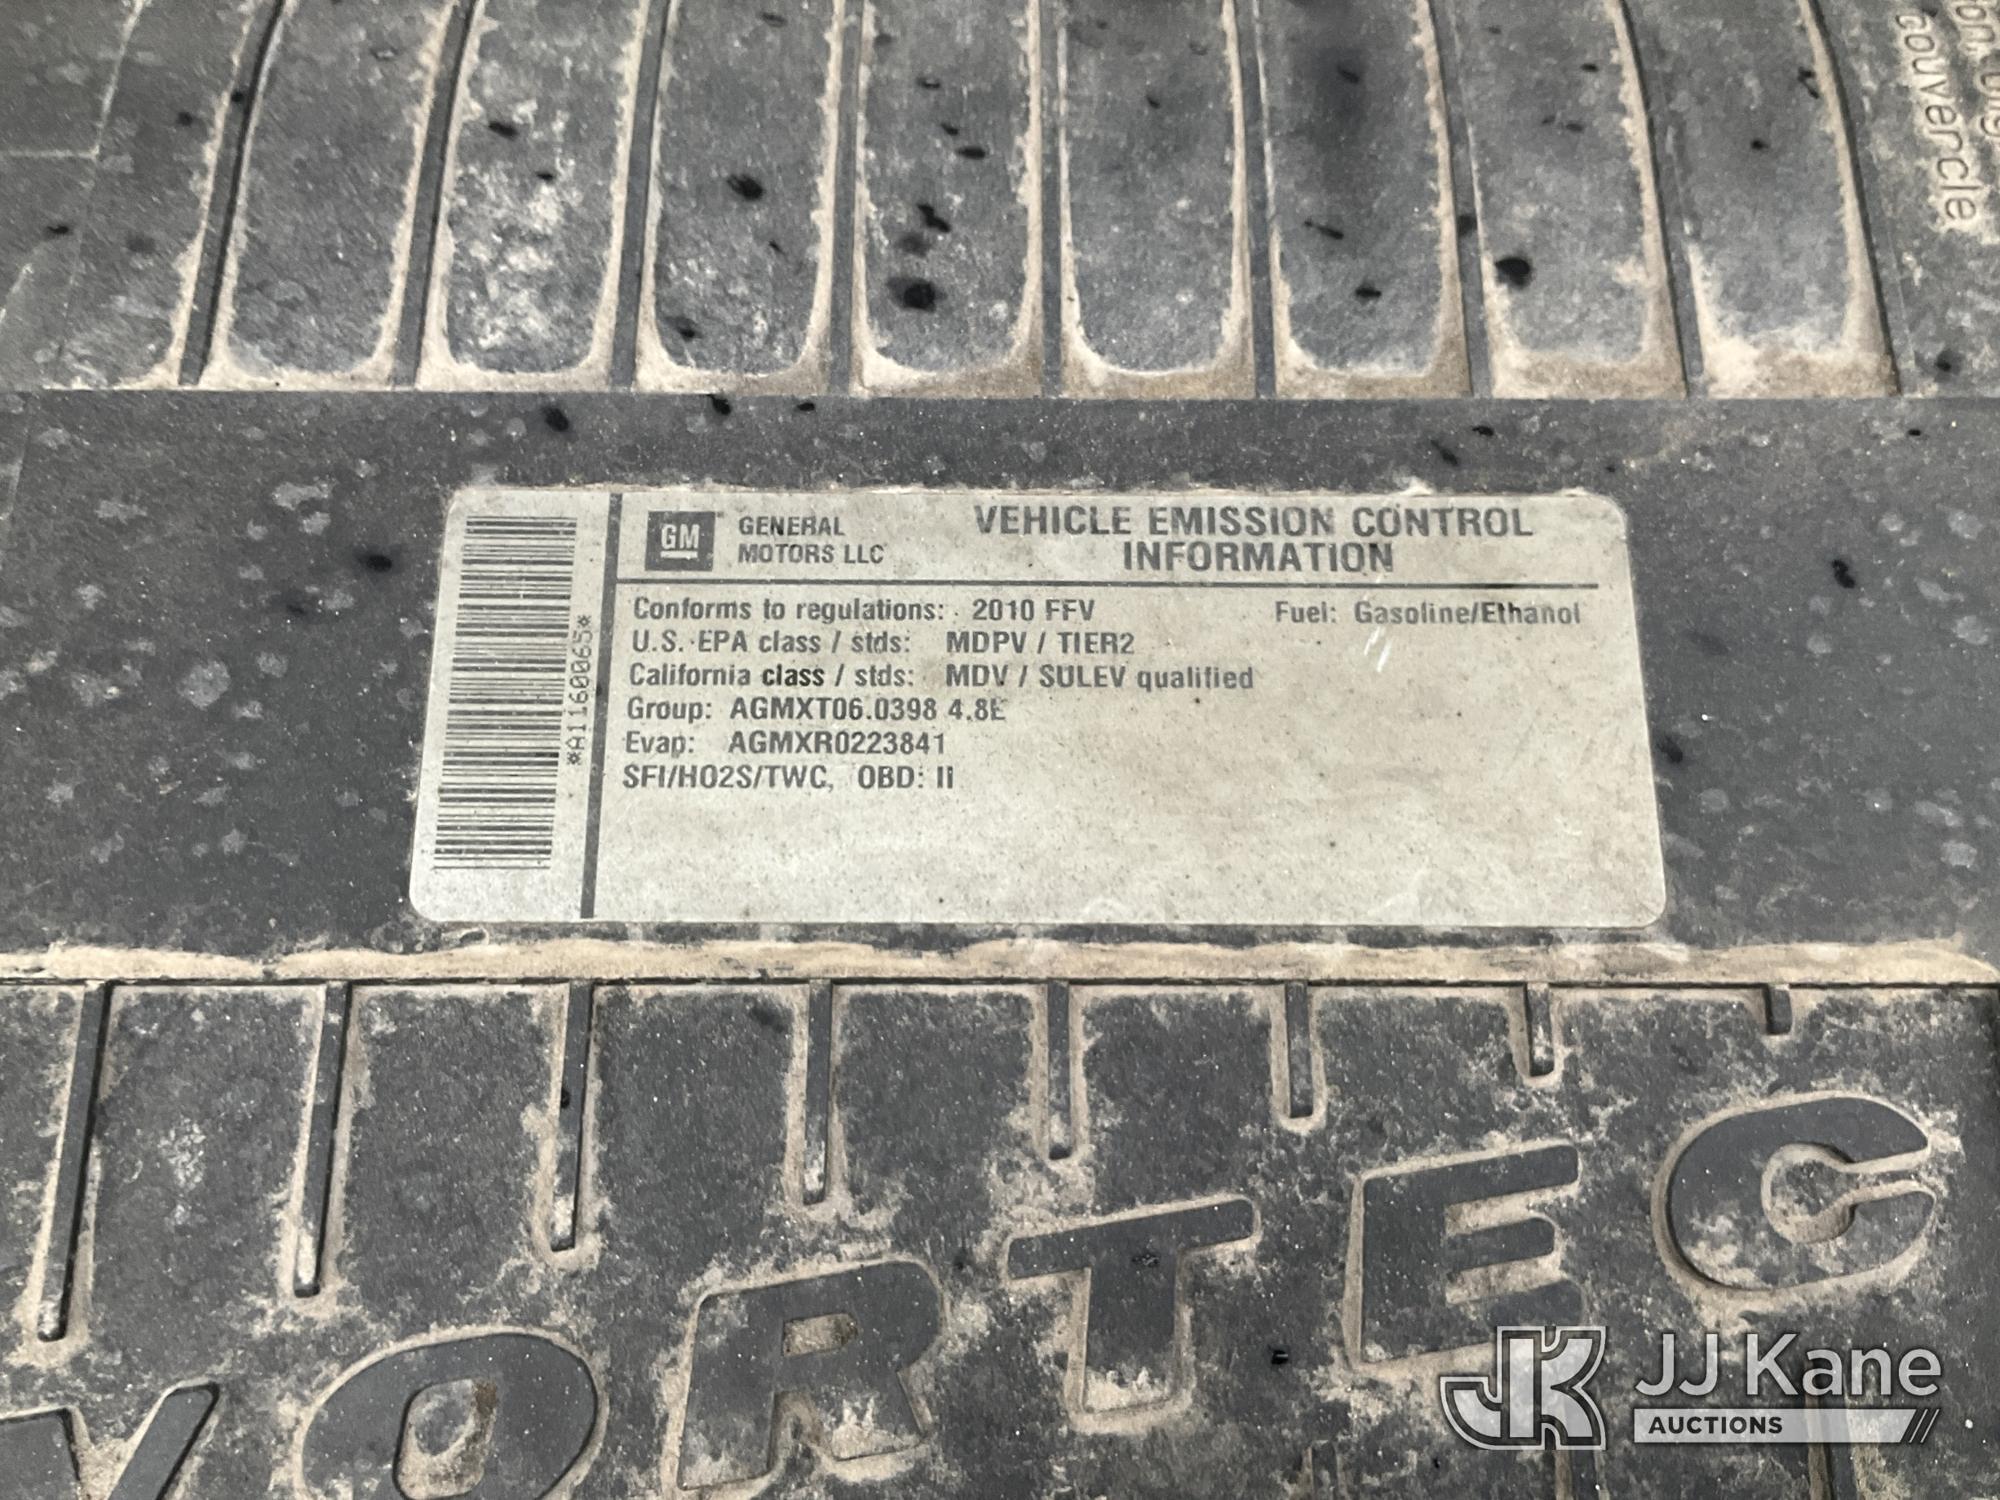 couvercle
GM GENERAL MOTORS LLC
VEHICLE EMISSION CONTROL
INFORMATION
Conforms to regulations: 2010 FFV Fuel: Gasoline/Ethanol
U.S. EPA class / stds: MDPV / TIER2
California class / stds: MDV / SULEV qualified
Group: AGMXT06.0398 4.8E
Evap: AGMXR0223841
SFI/HO2S/TWC, OBD: II
*A1160065*
VORTEC
JK JJ Kane
AUCTIONS